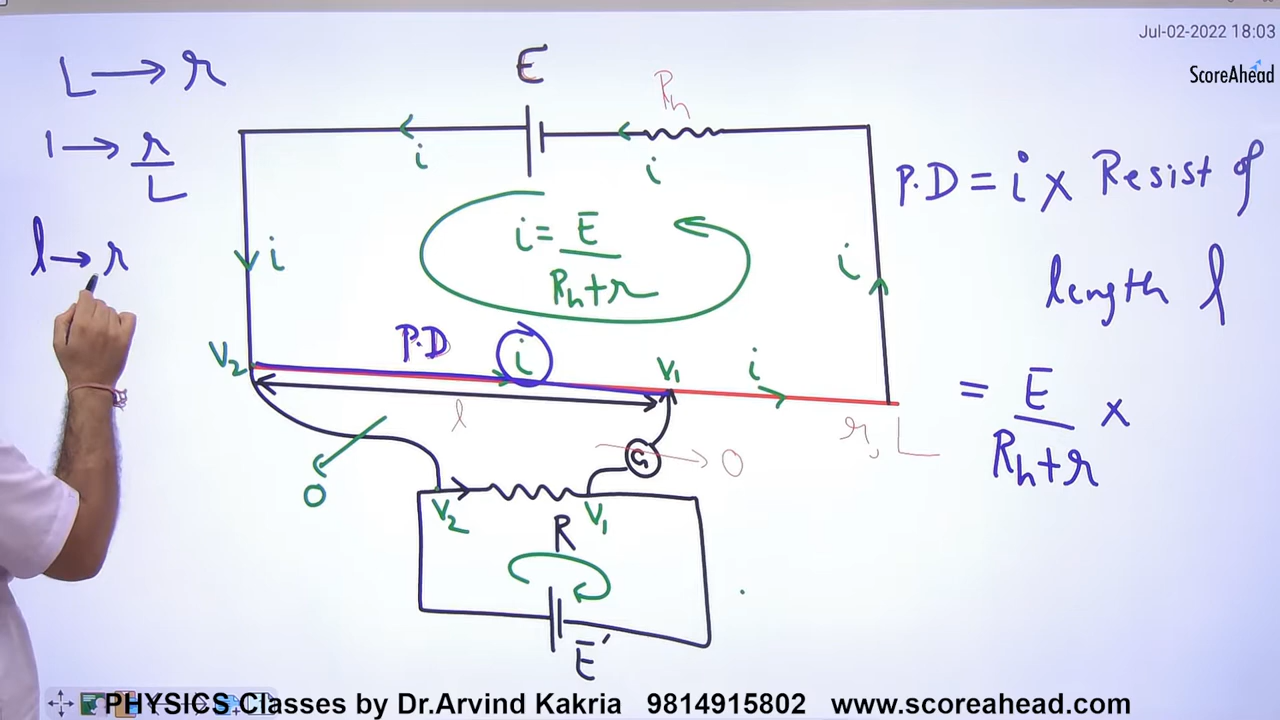 Jul-02-2022 18:03
ScoreAhead
L → r
1 → r/L
l → r
E
Rh
i
i
i = E/(Rh+r)
i
i
P.D = i × Resist of
length l
= E/(Rh+r) ×
P.D
i
V2
V1
i
l
r, L
G
0
0
V2
V1
R
E'
PHYSICS Classes by Dr.Arvind Kakria 9814915802 www.scoreahead.com